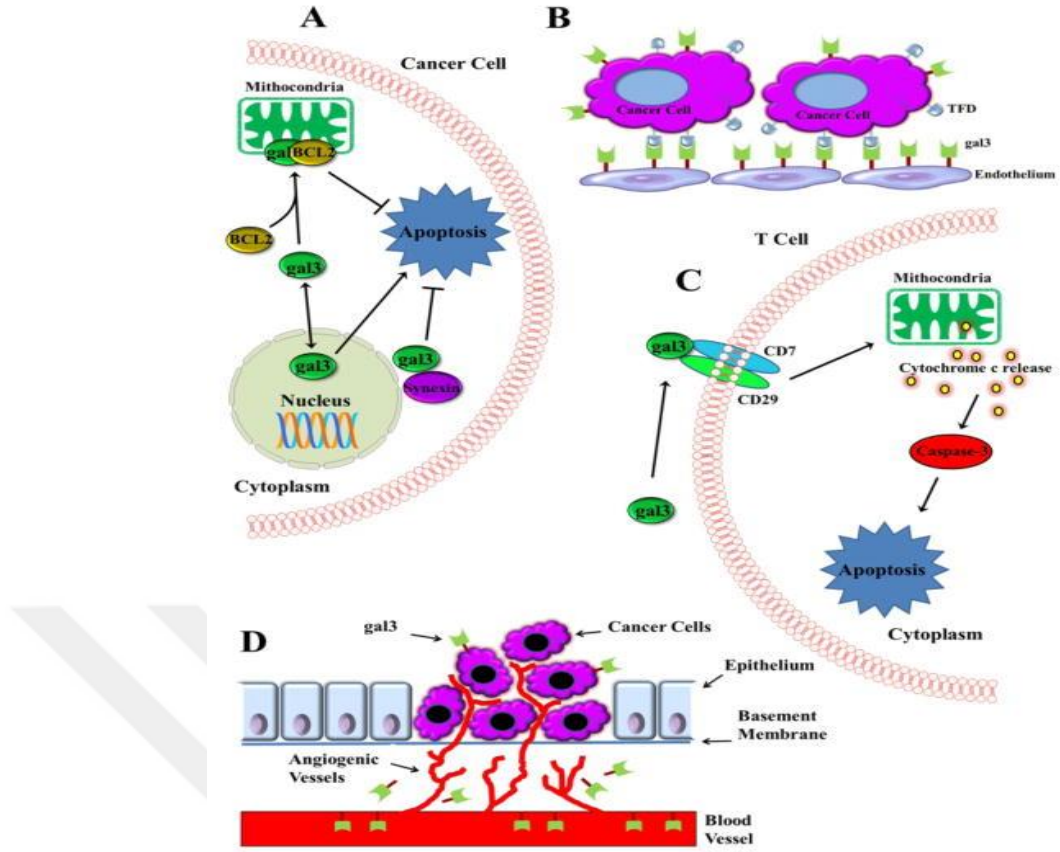 A
Cancer Cell
Mithocondria
gal
BCL2
BCL2
gal3
Apoptosis
gal3
gal3
Synexin
Nucleus
Cytoplasm
B
Cancer Cell
Cancer Cell
TFD
gal3
Endothelium
T Cell
C
Mithocondria
gal3
CD7
CD29
Cytochrome c release
Caspase-3
gal3
Apoptosis
Cytoplasm
D
gal3
Cancer Cells
Epithelium
Basement
Membrane
Angiogenic
Vessels
Blood
Vessel